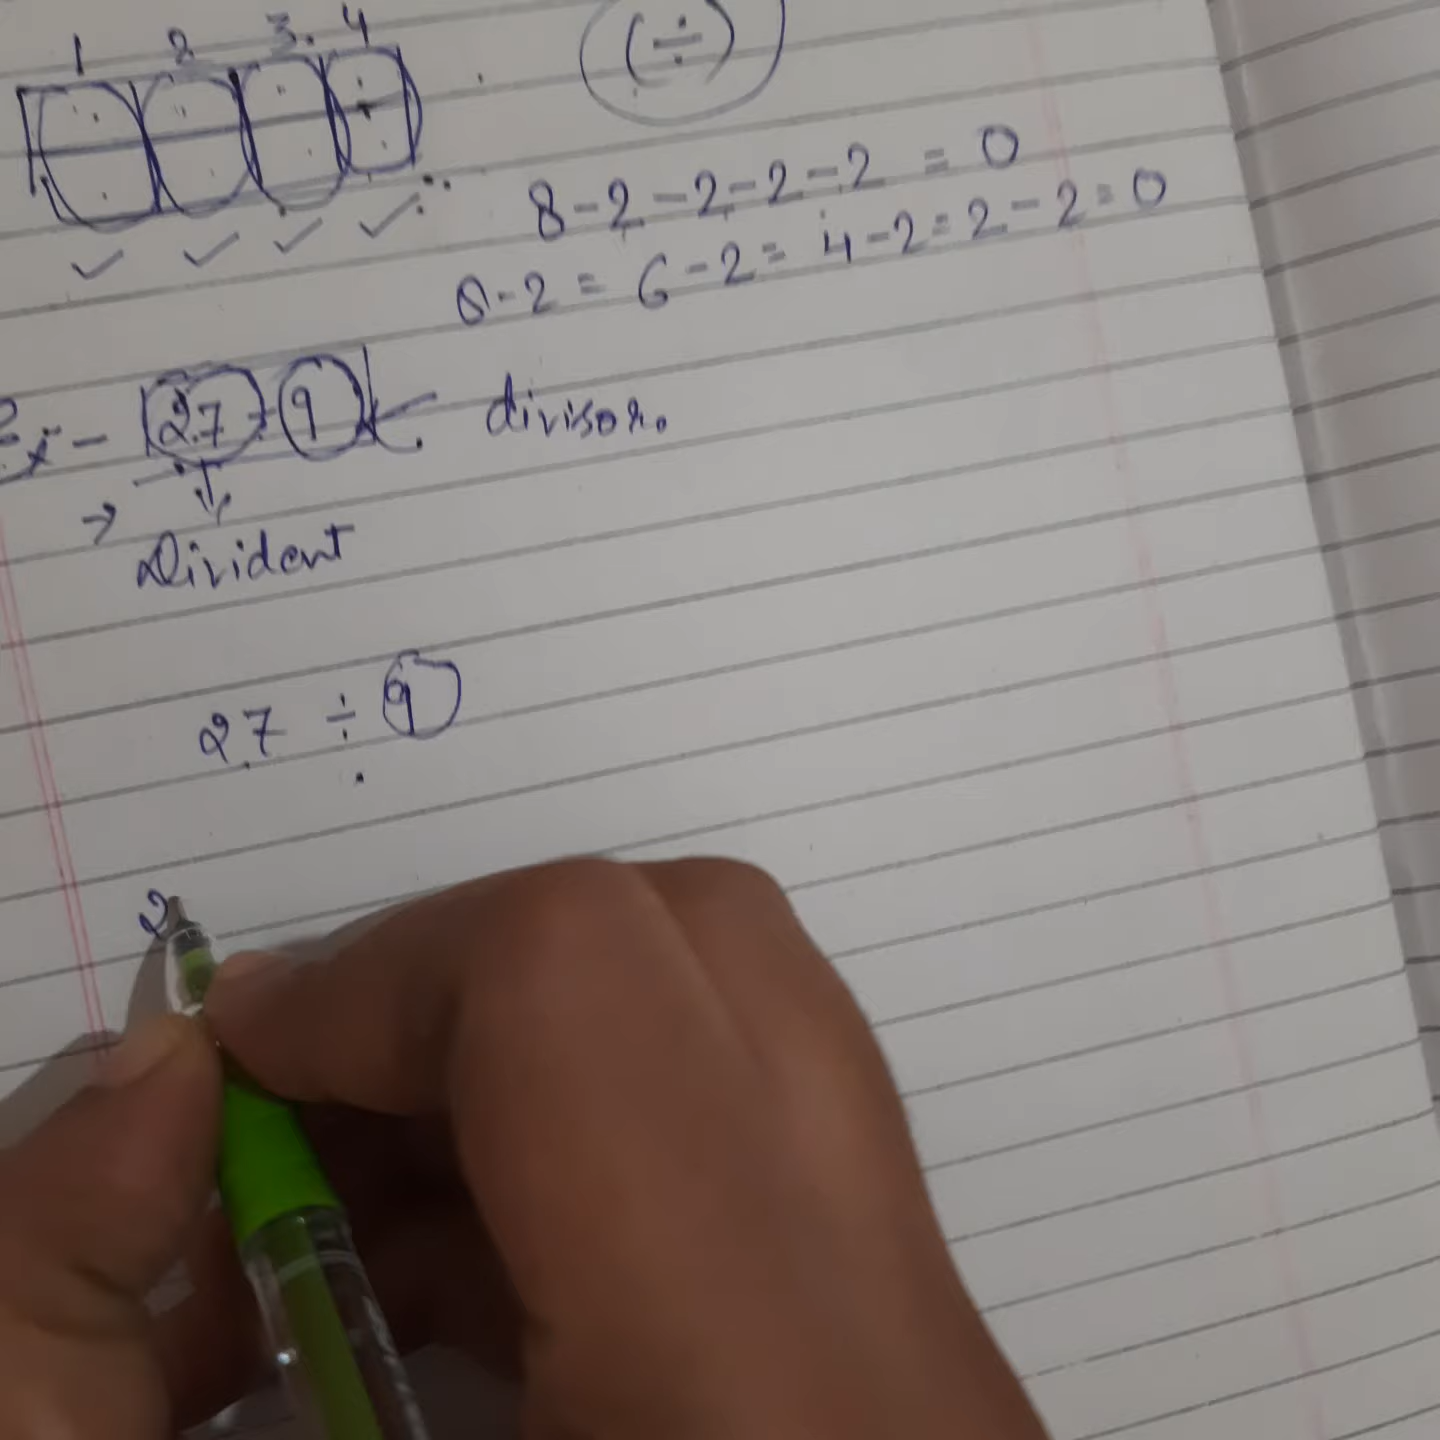 1 2 3. 4
(÷)
8-2-2-2-2 = 0
8-2 = 6-2= 4-2=2-2=0
Ex- 27÷9 divisor.
Divident
27 ÷ 9
2